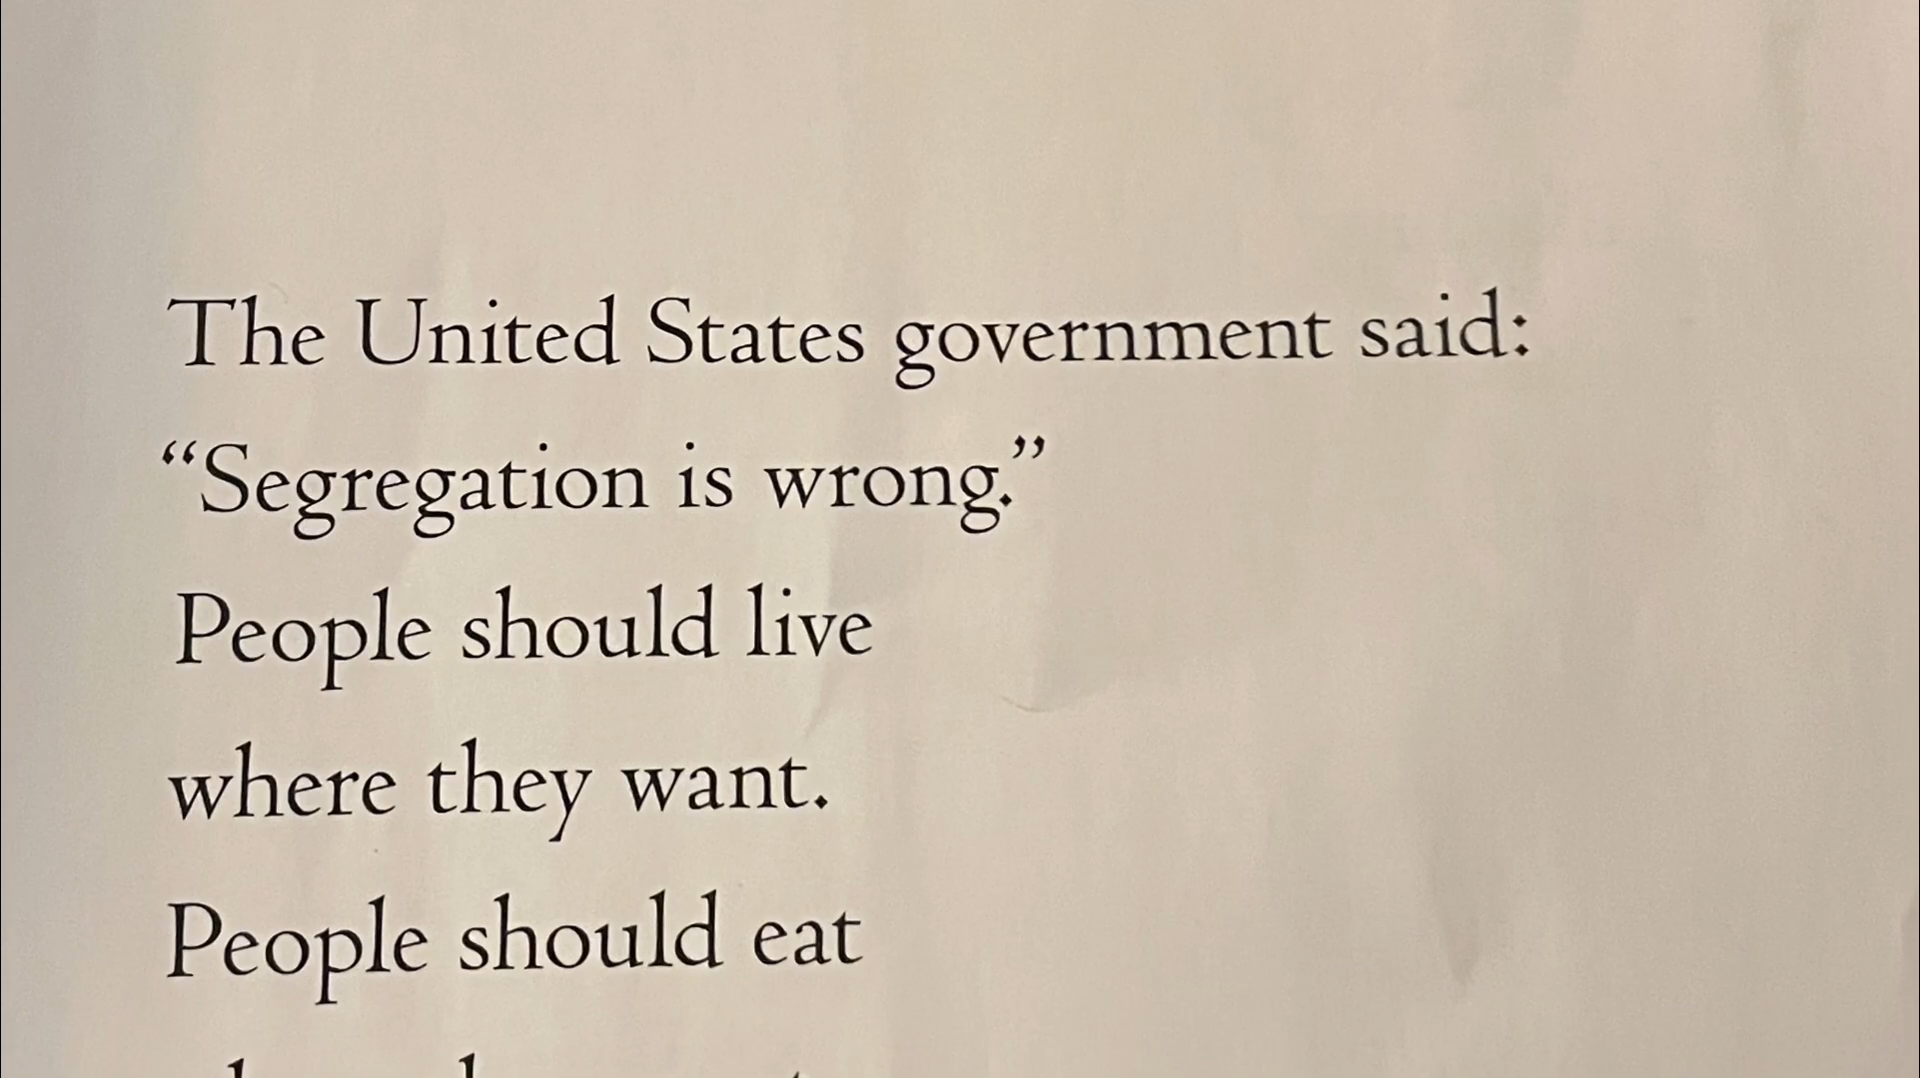 The United States government said:
“Segregation is wrong.”
People should live
where they want.
People should eat